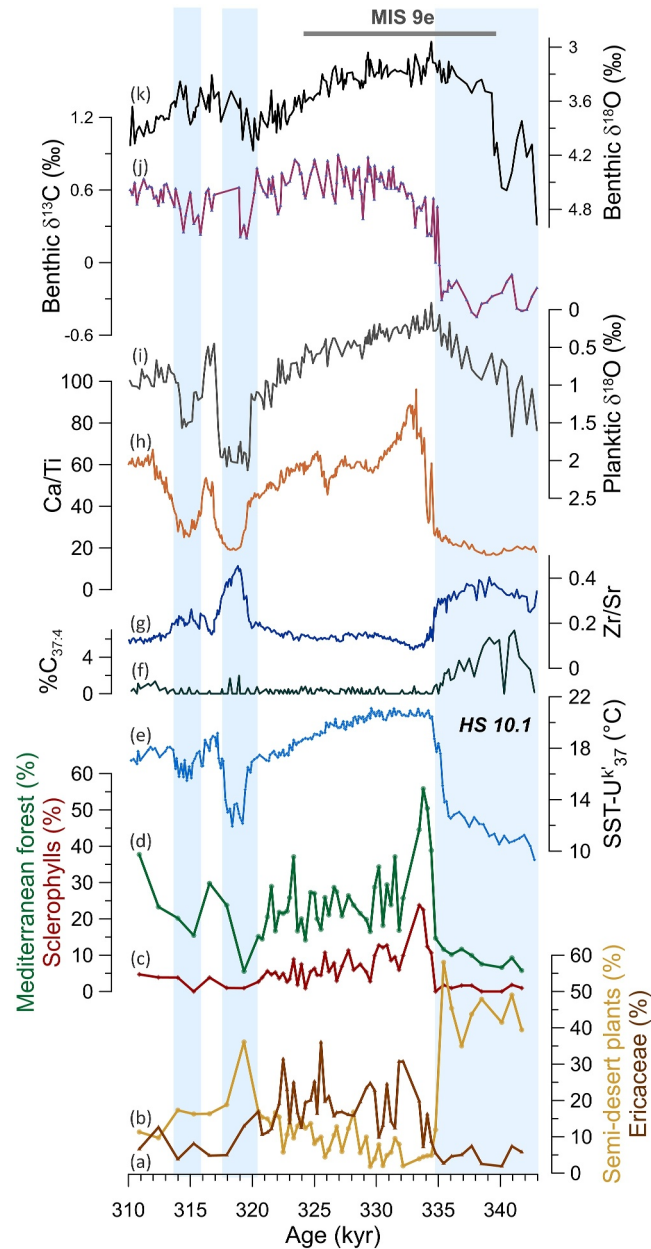 MIS 9e
(k)
3
3.6
4.2
4.8
Benthic δ18O (‰)
1.2
0.6
0
-0.6
Benthic δ13C (‰)
(j)
(i)
0
0.5
1
1.5
2
2.5
Planktic δ18O (‰)
100
80
60
40
20
0
Ca/Ti
(h)
(g)
0.4
0.2
0
Zr/Sr
%C37:4
4
0
(f)
22
18
14
10
SST-Uk'37 (°C)
HS 10.1
(e)
60
50
40
30
20
10
0
Mediterranean forest (%)
Sclerophylls (%)
(d)
(c)
60
50
40
30
20
10
0
Semi-desert plants (%)
Ericaceae (%)
(b)
(a)
310 315 320 325 330 335 340
Age (kyr)